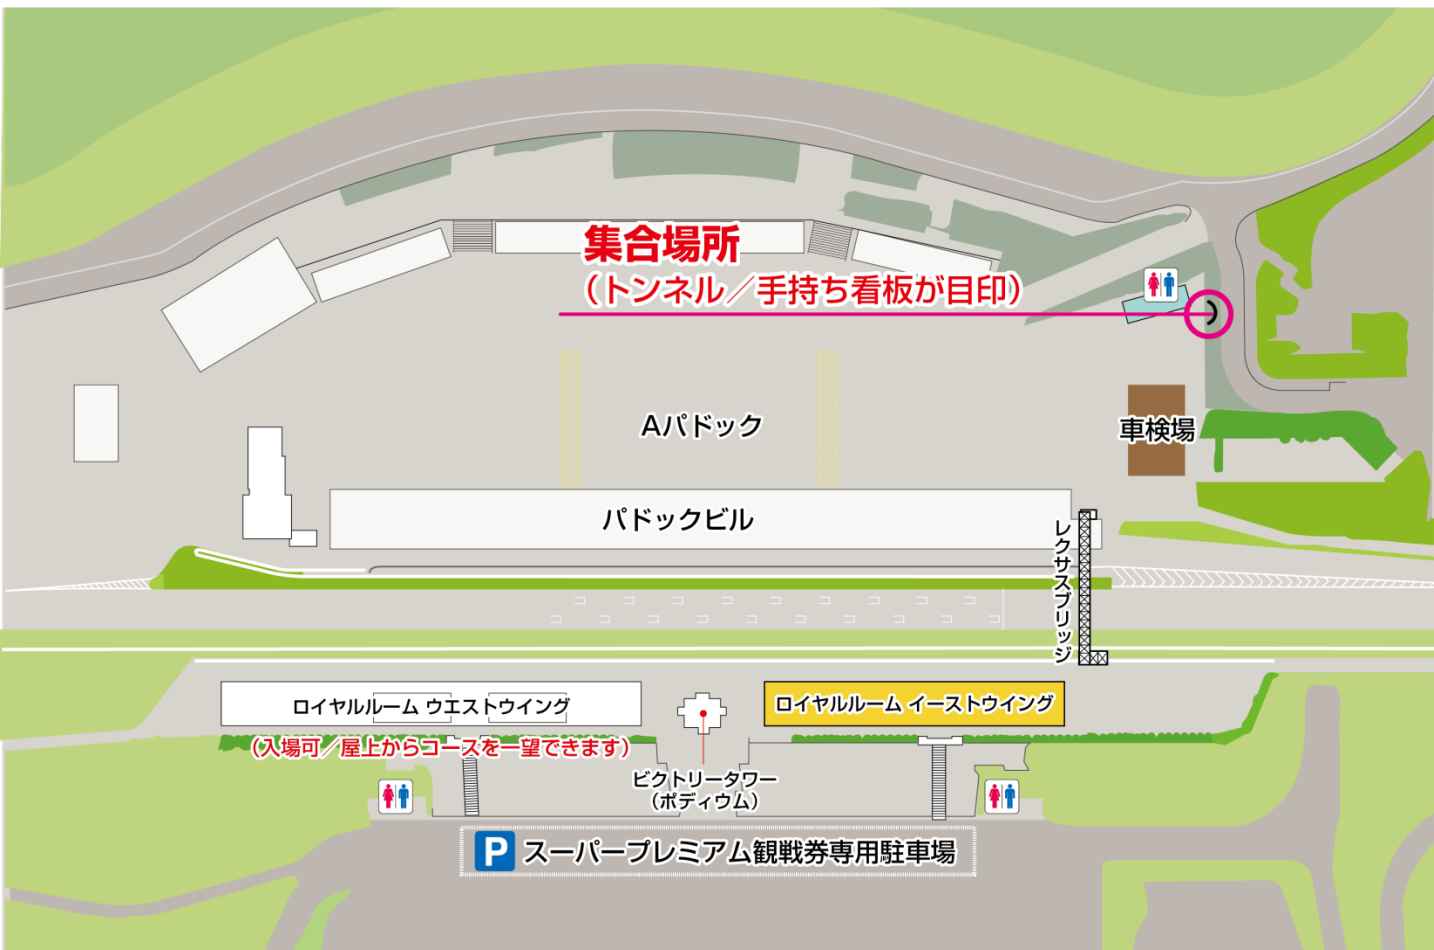 集合場所
（トンネル／手持ち看板が目印）
Aパドック
車検場
パドックビル
レクサスブリッジ
ロイヤルルーム ウエストウイング
ロイヤルルーム イーストウイング
（入場可／屋上からコースを一望できます）
ビクトリータワー
（ポディウム）
P スーパープレミアム観戦券専用駐車場